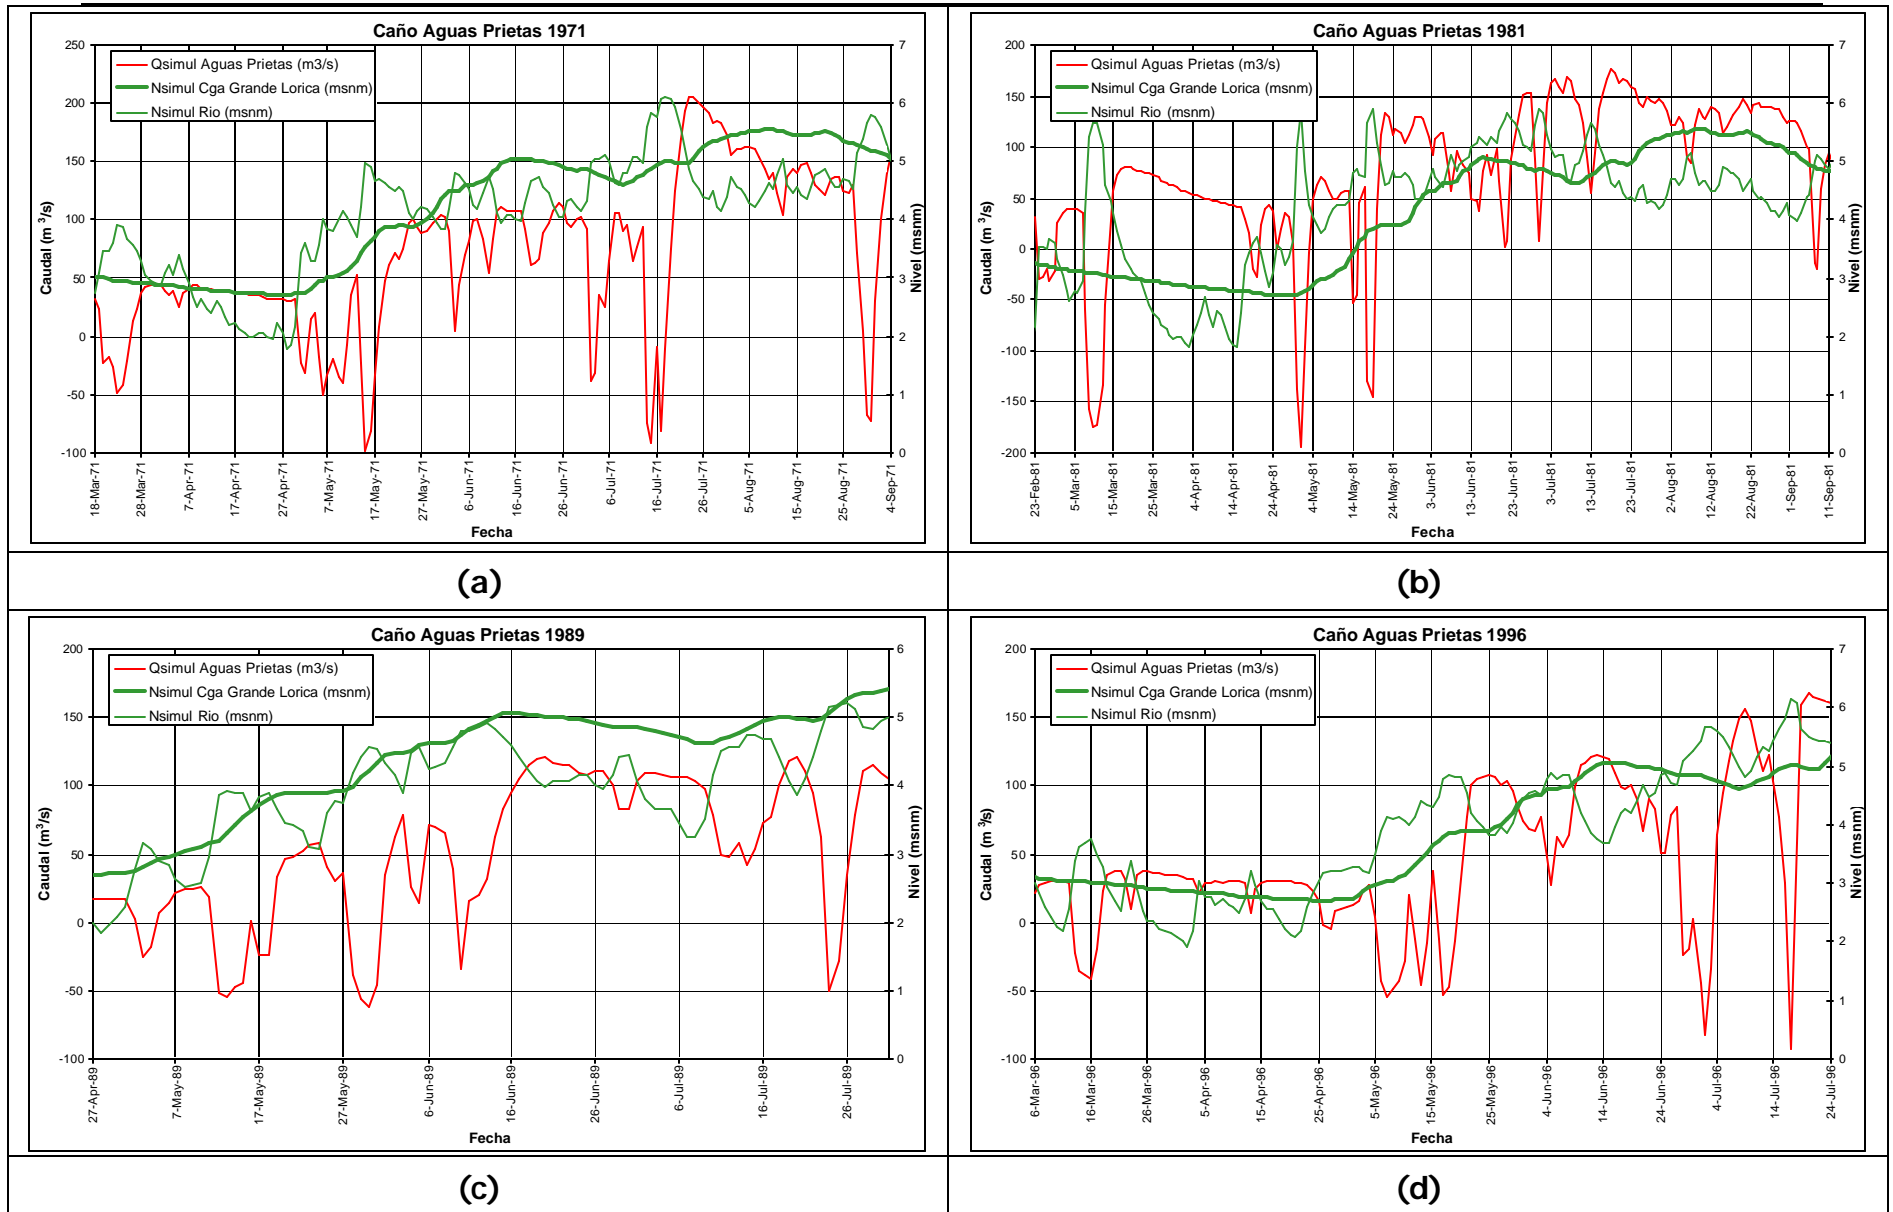 Caño Aguas Prietas 1971
Qsimul Aguas Prietas (m3/s)
Nsimul Cga Grande Lorica (msnm)
Nsimul Rio (msnm)
Caudal (m³/s)
250
200
150
100
50
0
-50
-100
7
6
5
4
3
2
1
0
Nivel (msnm)
18-Mar-71
28-Mar-71
7-Apr-71
17-Apr-71
27-Apr-71
7-May-71
17-May-71
27-May-71
6-Jun-71
16-Jun-71
26-Jun-71
6-Jul-71
16-Jul-71
26-Jul-71
5-Aug-71
15-Aug-71
25-Aug-71
4-Sep-71
Fecha
(a)
Caño Aguas Prietas 1981
Qsimul Aguas Prietas (m3/s)
Nsimul Cga Grande Lorica (msnm)
Nsimul Rio (msnm)
Caudal (m³/s)
200
150
100
50
0
-50
-100
-150
-200
7
6
5
4
3
2
1
0
Nivel (msnm)
23-Feb-81
5-Mar-81
15-Mar-81
25-Mar-81
4-Apr-81
14-Apr-81
24-Apr-81
4-May-81
14-May-81
24-May-81
3-Jun-81
13-Jun-81
23-Jun-81
3-Jul-81
13-Jul-81
23-Jul-81
2-Aug-81
12-Aug-81
22-Aug-81
1-Sep-81
11-Sep-81
Fecha
(b)
Caño Aguas Prietas 1989
Qsimul Aguas Prietas (m3/s)
Nsimul Cga Grande Lorica (msnm)
Nsimul Rio (msnm)
Caudal (m³/s)
200
150
100
50
0
-50
-100
6
5
4
3
2
1
0
Nivel (msnm)
27-Apr-89
7-May-89
17-May-89
27-May-89
6-Jun-89
16-Jun-89
26-Jun-89
6-Jul-89
16-Jul-89
26-Jul-89
Fecha
(c)
Caño Aguas Prietas 1996
Qsimul Aguas Prietas (m3/s)
Nsimul Cga Grande Lorica (msnm)
Nsimul Rio (msnm)
Caudal (m³/s)
200
150
100
50
0
-50
-100
7
6
5
4
3
2
1
0
Nivel (msnm)
6-Mar-96
16-Mar-96
26-Mar-96
5-Apr-96
15-Apr-96
25-Apr-96
5-May-96
15-May-96
25-May-96
4-Jun-96
14-Jun-96
24-Jun-96
4-Jul-96
14-Jul-96
24-Jul-96
Fecha
(d)